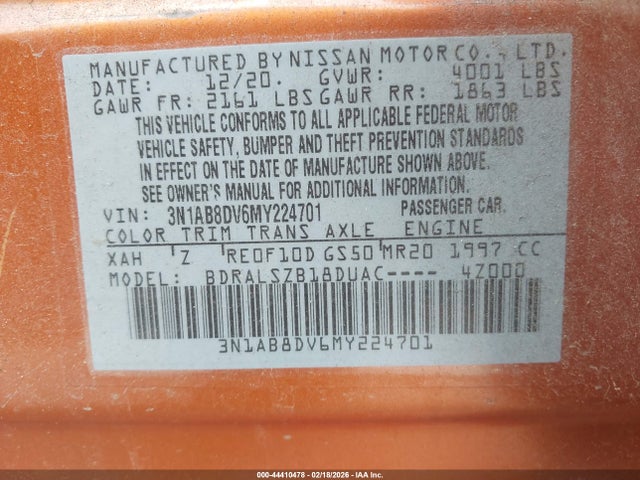 MANUFACTURED BY NISSAN MOTOR CO., LTD.
DATE: 12/20. GVWR: 4001 LBS
GAWR FR: 2161 LBS GAWR RR: 1863 LBS
THIS VEHICLE CONFORMS TO ALL APPLICABLE FEDERAL MOTOR
VEHICLE SAFETY, BUMPER AND THEFT PREVENTION STANDARDS
IN EFFECT ON THE DATE OF MANUFACTURE SHOWN ABOVE.
SEE OWNER'S MANUAL FOR ADDITIONAL INFORMATION.
VIN: 3N1AB8DV6MY224701 PASSENGER CAR.
COLOR TRIM TRANS AXLE ENGINE
XAH Z RE0F10D GS50 MR20 1997 CC
MODEL: BDRALSZB18DUAC---- 4Z000
3N1AB8DV6MY224701
000-44410478 - 02/18/2026 - IAA Inc.